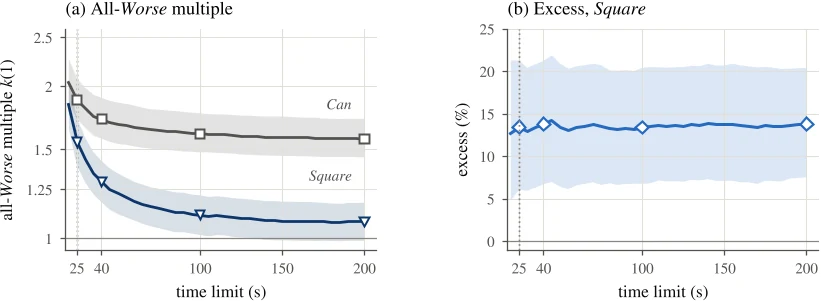 (a) All-Worse multiple
all-Worse multiple k(1)
2.5
2
1.5
1.25
1
Can
Square
25 40 100 150 200
time limit (s)
(b) Excess, Square
excess (%)
25
20
15
10
5
0
25 40 100 150 200
time limit (s)